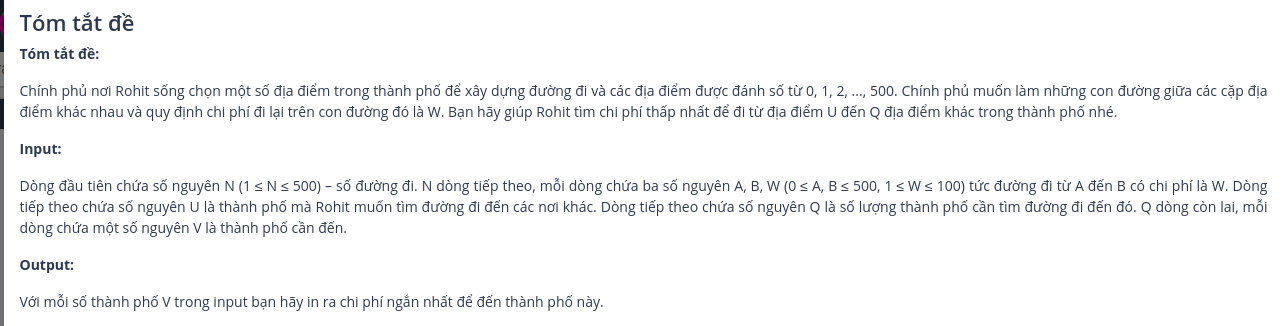 Tóm tắt đề
Tóm tắt đề:
Chính phủ nơi Rohit sống chọn một số địa điểm trong thành phố để xây dựng đường đi và các địa điểm được đánh số từ 0, 1, 2, ..., 500. Chính phủ muốn làm những con đường giữa các cặp địa
điểm khác nhau và quy định chi phí đi lại trên con đường đó là W. Bạn hãy giúp Rohit tìm chi phí thấp nhất để đi từ địa điểm U đến Q địa điểm khác trong thành phố nhé.
Input:
Dòng đầu tiên chứa số nguyên N (1 ≤ N ≤ 500) – số đường đi. N dòng tiếp theo, mỗi dòng chứa ba số nguyên A, B, W (0 ≤ A, B ≤ 500, 1 ≤ W ≤ 100) tức đường đi từ A đến B có chi phí là W. Dòng
tiếp theo chứa số nguyên U là thành phố mà Rohit muốn tìm đường đi đến các nơi khác. Dòng tiếp theo chứa số nguyên Q là số lượng thành phố cần tìm đường đi đến đó. Q dòng còn lai, mỗi
dòng chứa một số nguyên V là thành phố cần đến.
Output:
Với mỗi số thành phố V trong input bạn hãy in ra chi phí ngắn nhất để đến thành phố này.